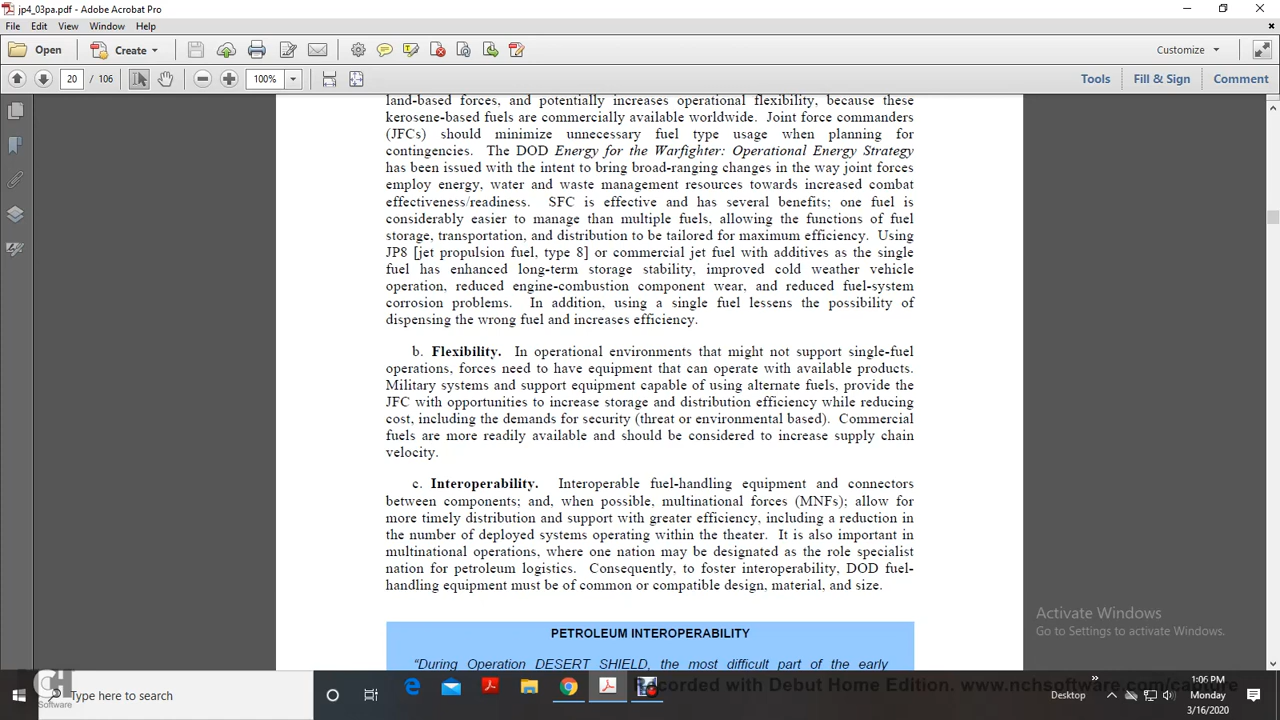 jp4_03pa.pdf - Adobe Acrobat Pro
File Edit View Window Help
Open Create Customize
20 / 106 100% Tools Fill & Sign Comment
land-based forces, and potentially increases operational flexibility, because these
kerosene-based fuels are commercially available worldwide. Joint force commanders
(JFCs) should minimize unnecessary fuel type usage when planning for
contingencies. The DOD Energy for the Warfighter: Operational Energy Strategy
has been issued with the intent to bring broad-ranging changes in the way joint forces
employ energy, water and waste management resources towards increased combat
effectiveness/readiness. SFC is effective and has several benefits; one fuel is
considerably easier to manage than multiple fuels, allowing the functions of fuel
storage, transportation, and distribution to be tailored for maximum efficiency. Using
JP8 [jet propulsion fuel, type 8] or commercial jet fuel with additives as the single
fuel has enhanced long-term storage stability, improved cold weather vehicle
operation, reduced engine-combustion component wear, and reduced fuel-system
corrosion problems. In addition, using a single fuel lessens the possibility of
dispensing the wrong fuel and increases efficiency.
b. Flexibility. In operational environments that might not support single-fuel
operations, forces need to have equipment that can operate with available products.
Military systems and support equipment capable of using alternate fuels, provide the
JFC with opportunities to increase storage and distribution efficiency while reducing
cost, including the demands for security (threat or environmental based). Commercial
fuels are more readily available and should be considered to increase supply chain
velocity.
c. Interoperability. Interoperable fuel-handling equipment and connectors
between components; and, when possible, multinational forces (MNFs); allow for
more timely distribution and support with greater efficiency, including a reduction in
the number of deployed systems operating within the theater. It is also important in
multinational operations, where one nation may be designated as the role specialist
nation for petroleum logistics. Consequently, to foster interoperability, DOD fuel-
handling equipment must be of common or compatible design, material, and size.
PETROLEUM INTEROPERABILITY
"During Operation DESERT SHIELD, the most difficult part of the early
Activate Windows
Go to Settings to activate Windows.
Recorded with Debut Home Edition. www.nchsoftware.com/capture
NCH
Software
Type here to search
Desktop
1:06 PM
Monday
3/16/2020